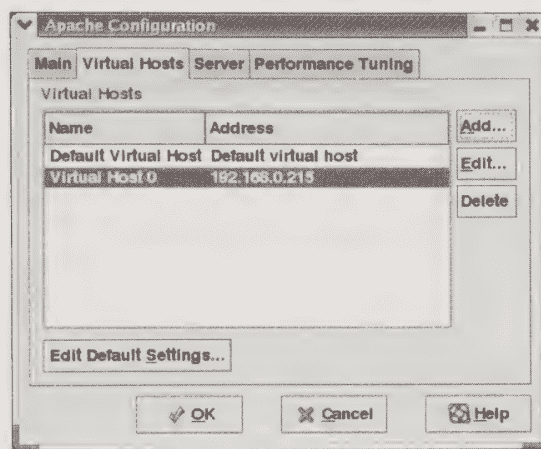 Apache Configuration
Main Virtual Hosts Server Performance Tuning
Virtual Hosts
Name Address
Default Virtual Host Default virtual host
Virtual Host 0 192.168.0.215
Add...
Edit...
Delete
Edit Default Settings...
OK Cancel Help